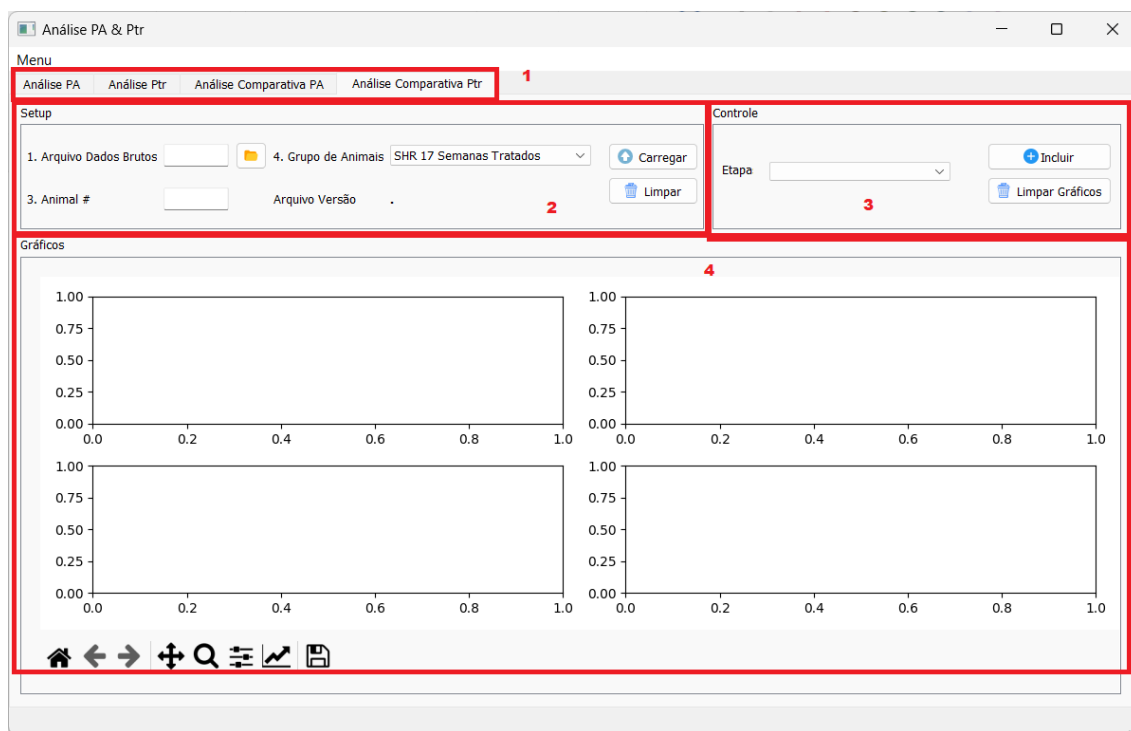 Análise PA & Ptr
Menu
Análise PA Análise Ptr Análise Comparativa PA Análise Comparativa Ptr 1
Setup
1. Arquivo Dados Brutos 4. Grupo de Animais SHR 17 Semanas Tratados Carregar
3. Animal # Arquivo Versão . Limpar
2
Controle
Etapa Incluir
Limpar Gráficos
3
Gráficos
4
1.00
0.75
0.50
0.25
0.00
0.0 0.2 0.4 0.6 0.8 1.0
1.00
0.75
0.50
0.25
0.00
0.0 0.2 0.4 0.6 0.8 1.0
1.00
0.75
0.50
0.25
0.00
0.0 0.2 0.4 0.6 0.8 1.0
1.00
0.75
0.50
0.25
0.00
0.0 0.2 0.4 0.6 0.8 1.0